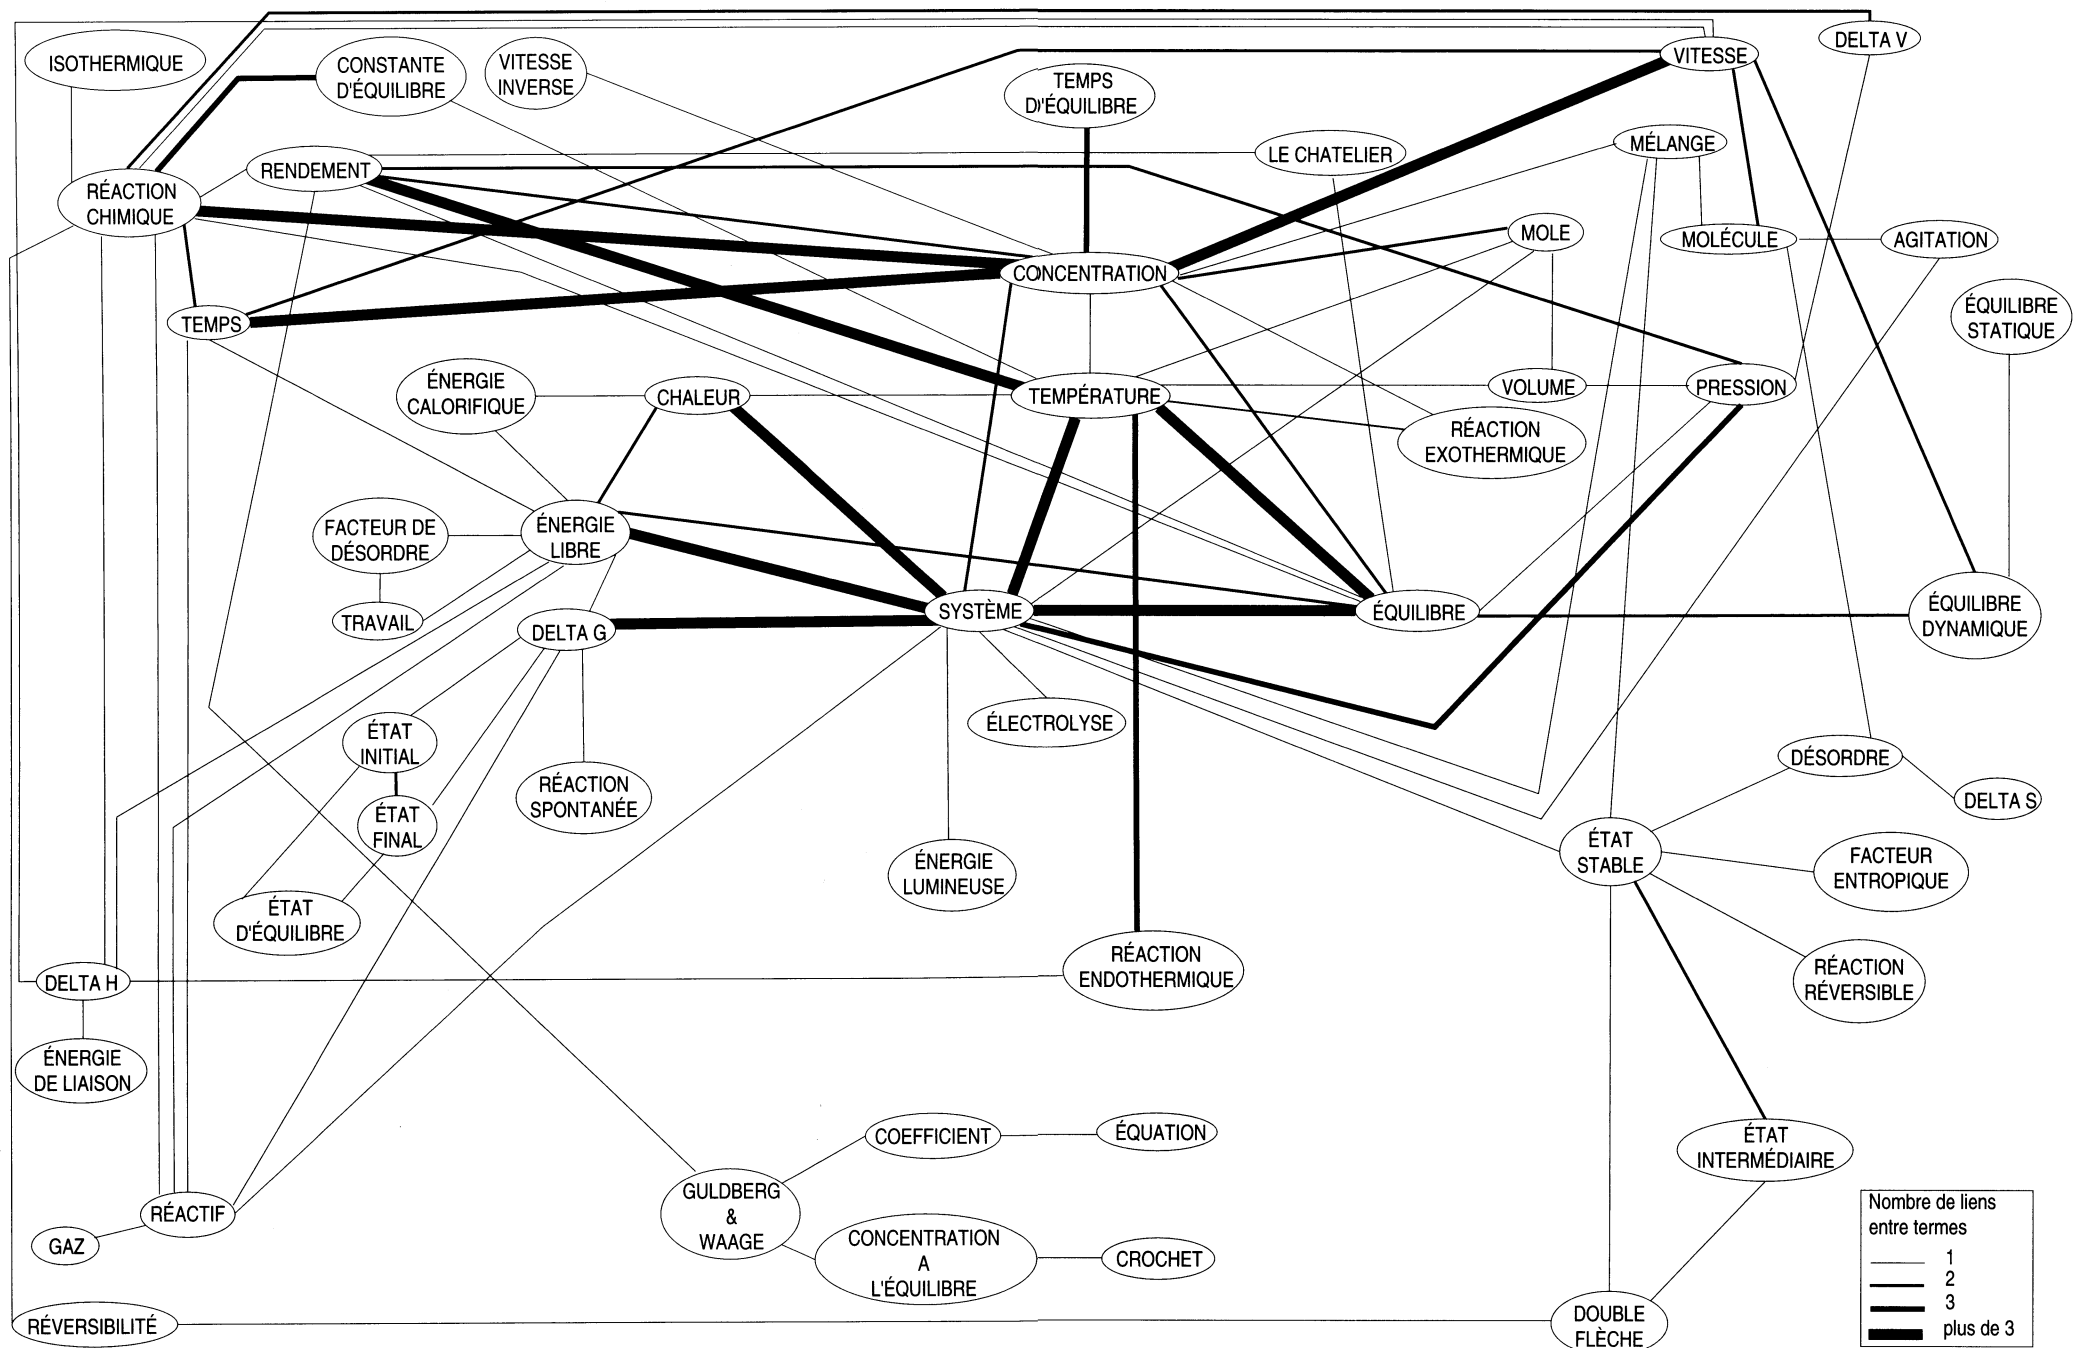 DELTA V
VITESSE
ISOTHERMIQUE
CONSTANTE
D'ÉQUILIBRE
VITESSE
INVERSE
TEMPS
D'ÉQUILIBRE
MÉLANGE
LE CHATELIER
RENDEMENT
RÉACTION
CHIMIQUE
MOLE
MOLÉCULE
AGITATION
CONCENTRATION
ÉQUILIBRE
STATIQUE
TEMPS
ÉNERGIE
CALORIFIQUE
CHALEUR
TEMPÉRATURE
VOLUME
PRESSION
RÉACTION
EXOTHERMIQUE
FACTEUR DE
DÉSORDRE
ÉNERGIE
LIBRE
TRAVAIL
DELTA G
SYSTÈME
ÉQUILIBRE
ÉQUILIBRE
DYNAMIQUE
ÉTAT
INITIAL
ÉLECTROLYSE
DÉSORDRE
RÉACTION
SPONTANÉE
DELTA S
ÉTAT
FINAL
ÉNERGIE
LUMINEUSE
ÉTAT
STABLE
FACTEUR
ENTROPIQUE
ÉTAT
D'ÉQUILIBRE
RÉACTION
ENDOTHERMIQUE
RÉACTION
RÉVERSIBLE
DELTA H
ÉNERGIE
DE LIAISON
COEFFICIENT
ÉQUATION
ÉTAT
INTERMÉDIAIRE
GULDBERG
&
WAAGE
RÉACTIF
GAZ
CONCENTRATION
A
L'ÉQUILIBRE
CROCHET
RÉVERSIBILITÉ
DOUBLE
FLÈCHE
Nombre de liens
entre termes
1
2
3
plus de 3